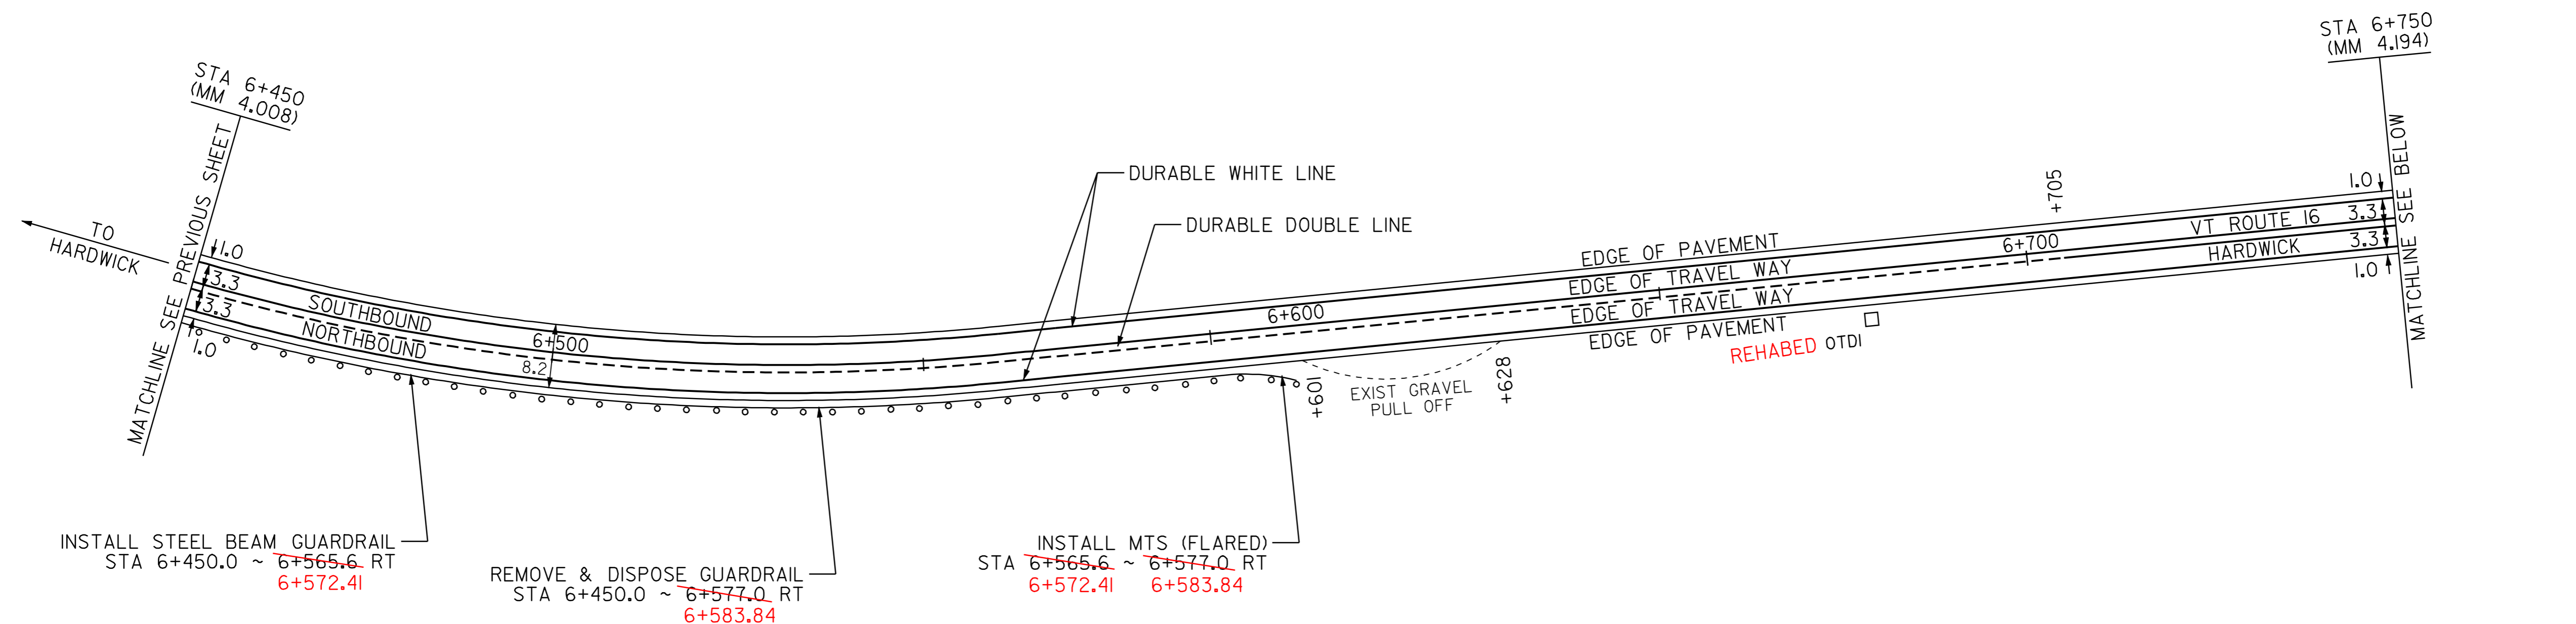 STA 6+450
(MM 4.008)
MATCHLINE SEE PREVIOUS SHEET
TO
HARDWICK
1.0
3.3
3.3
1.0
SOUTHBOUND
NORTHBOUND
6+500
8.2
DURABLE WHITE LINE
DURABLE DOUBLE LINE
6+600
EDGE OF PAVEMENT
EDGE OF TRAVEL WAY
EDGE OF TRAVEL WAY
EDGE OF PAVEMENT
REHABED OTDI
+601
EXIST GRAVEL
PULL OFF
+628
+705
6+700
VT ROUTE 16
HARDWICK
1.0
3.3
3.3
1.0
STA 6+750
(MM 4.194)
MATCHLINE SEE BELOW
INSTALL STEEL BEAM GUARDRAIL
STA 6+450.0 ~ 6+565.6 RT
6+572.41
REMOVE & DISPOSE GUARDRAIL
STA 6+450.0 ~ 6+577.0 RT
6+583.84
INSTALL MTS (FLARED)
STA 6+565.6 ~ 6+577.0 RT
6+572.41 6+583.84